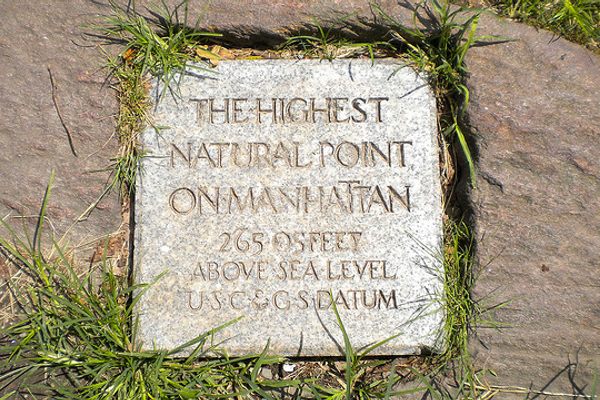 THE·HIGHEST
NATURAL·POINT
ON·MANHATTAN
265·05 FEET
ABOVE SEA LEVEL
U·S·C·&·G·S·DATUM